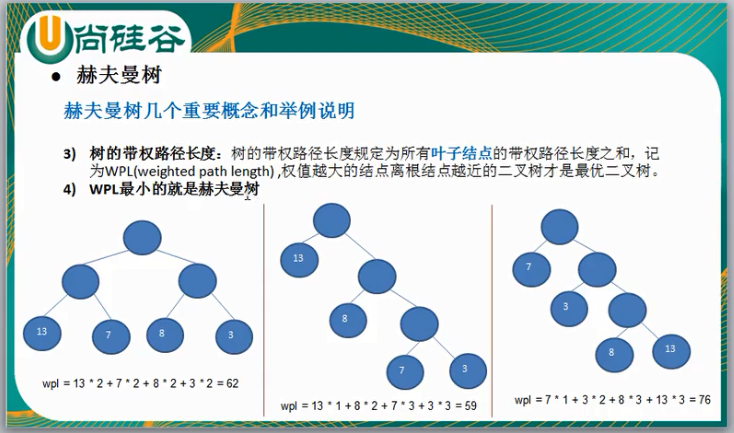 尚硅谷
● 赫夫曼树
赫夫曼树几个重要概念和举例说明
3) 树的带权路径长度：树的带权路径长度规定为所有叶子结点的带权路径长度之和，记
为WPL(weighted path length) ,权值越大的结点离根结点越近的二叉树才是最优二叉树。
4) WPL最小的就是赫夫曼树
13
7
8
3
wpl = 13 * 2 + 7 * 2 + 8 * 2 + 3 * 2 = 62
13
8
7
3
wpl = 13 * 1 + 8 * 2 + 7 * 3 + 3 * 3 = 59
7
3
8
13
wpl = 7 * 1 + 3 * 2 + 8 * 3 + 13 * 3 = 76